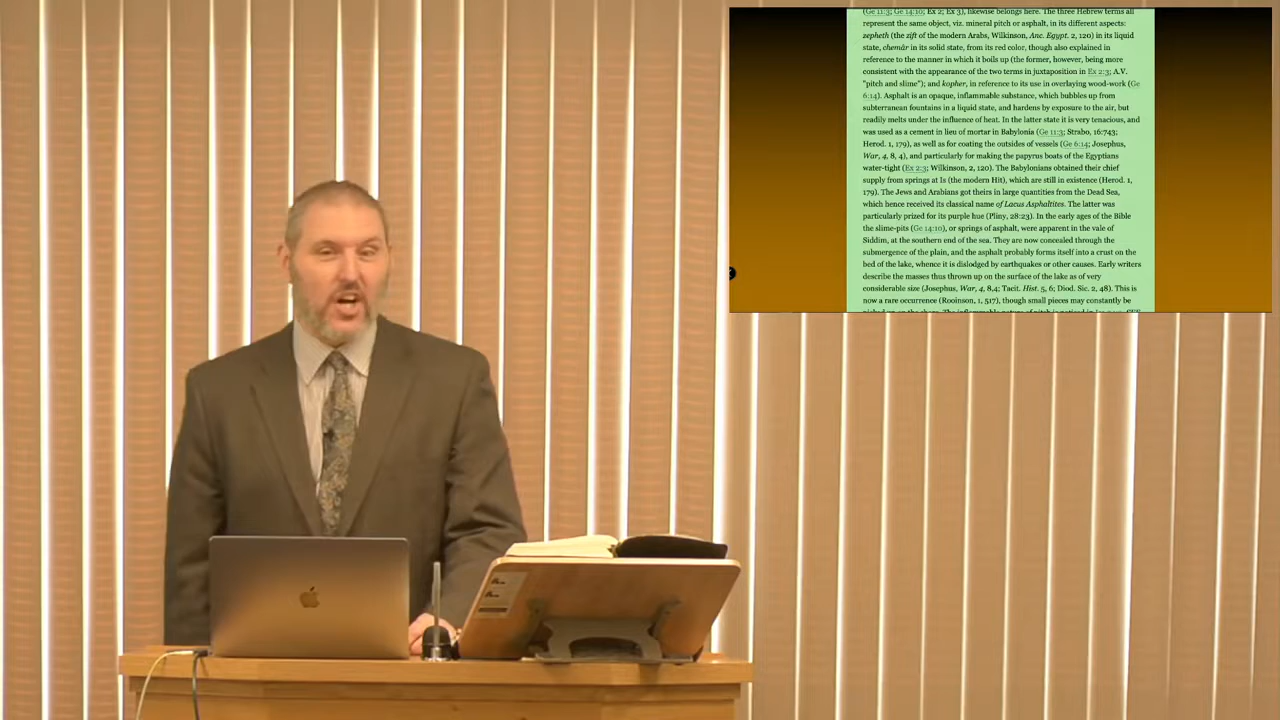 (Ge 11:3; Ge 14:10; Ex 2; Ex 3), likewise belongs here. The three Hebrew terms all
represent the same object, viz. mineral pitch or asphalt, in its different aspects:
zepheth (the zift of the modern Arabs, Wilkinson, Anc. Egypt. 2, 120) in its liquid
state, chemâr in its solid state, from its red color, though also explained in
reference to the manner in which it boils up (the former, however, being more
consistent with the appearance of the two terms in juxtaposition in Ex 2:3; A.V.
"pitch and slime"); and kopher, in reference to its use in overlaying wood-work (Ge
6:14). Asphalt is an opaque, inflammable substance, which bubbles up from
subterranean fountains in a liquid state, and hardens by exposure to the air, but
readily melts under the influence of heat. In the latter state it is very tenacious, and
was used as a cement in lieu of mortar in Babylonia (Ge 11:3; Strabo, 16:743;
Herod. 1, 179), as well as for coating the outsides of vessels (Ge 6:14; Josephus,
War, 4, 8, 4), and particularly for making the papyrus boats of the Egyptians
water-tight (Ex 2:3; Wilkinson, 2, 120). The Babylonians obtained their chief
supply from springs at Is (the modern Hit), which are still in existence (Herod. 1,
179). The Jews and Arabians got theirs in large quantities from the Dead Sea,
which hence received its classical name of Lacus Asphaltites. The latter was
particularly prized for its purple hue (Pliny, 28:23). In the early ages of the Bible
the slime-pits (Ge 14:10), or springs of asphalt, were apparent in the vale of
Siddim, at the southern end of the sea. They are now concealed through the
submergence of the plain, and the asphalt probably forms itself into a crust on the
bed of the lake, whence it is dislodged by earthquakes or other causes. Early writers
describe the masses thus thrown up on the surface of the lake as of very
considerable size (Josephus, War, 4, 8,4; Tacit. Hist. 5, 6; Diod. Sic. 2, 48). This is
now a rare occurrence (Rooinson, 1, 517), though small pieces may constantly be